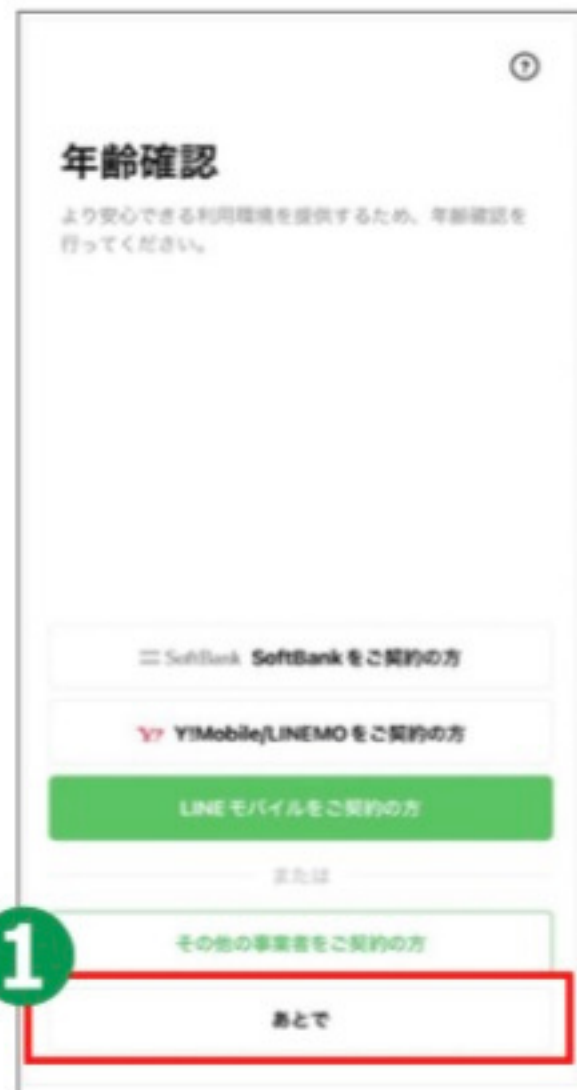 ?
年齢確認
より安心できる利用環境を提供するため、年齢確認を
行ってください。
SoftBank SoftBankをご契約の方
Y! Y!Mobile/LINEMOをご契約の方
LINEモバイルをご契約の方
または
その他の事業者をご契約の方
1
あとで